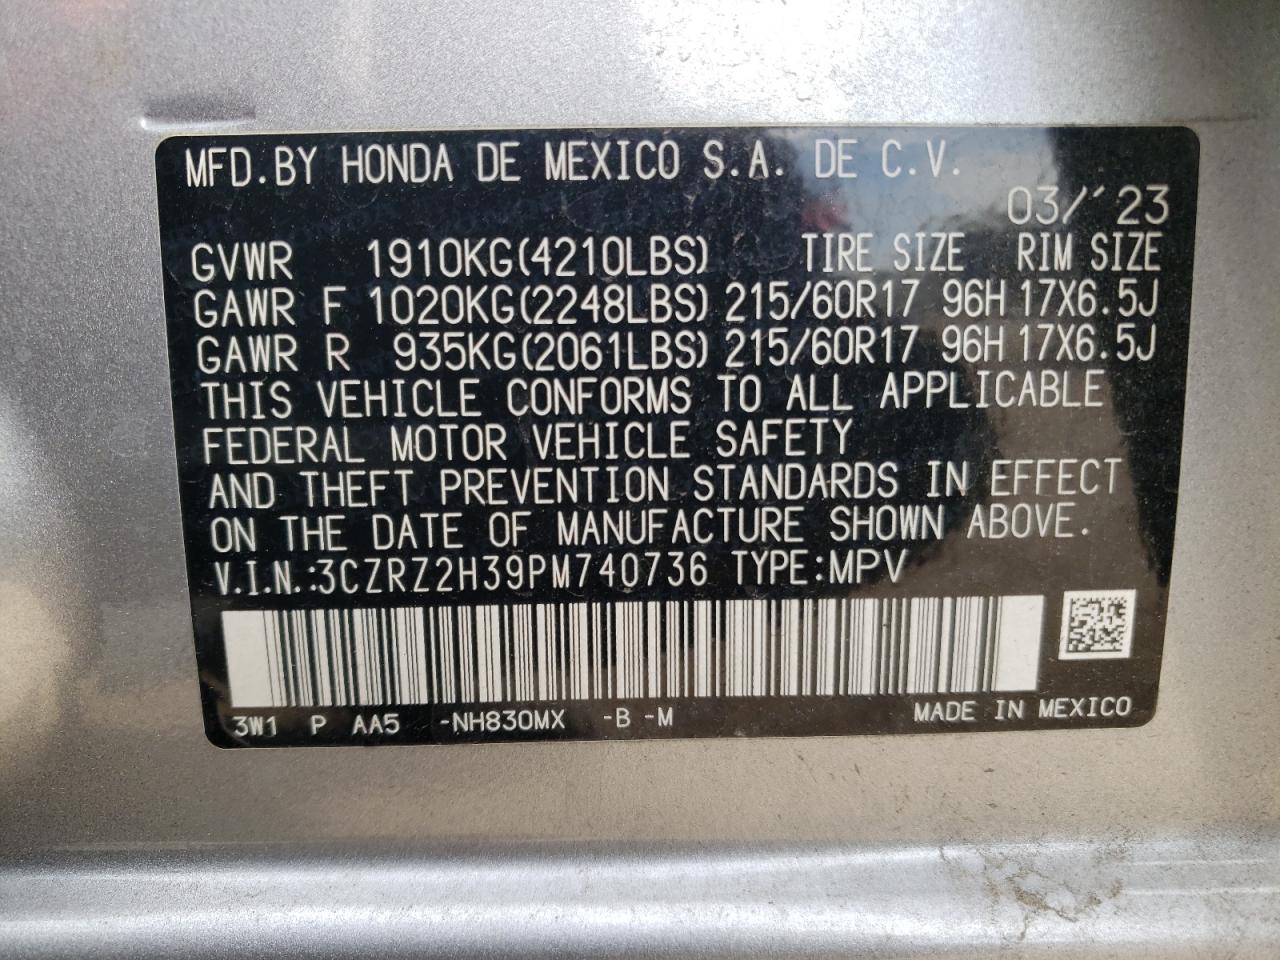 MFD.BY HONDA DE MEXICO S.A. DE C.V.
03/'23
GVWR 1910KG(4210LBS) TIRE SIZE RIM SIZE
GAWR F 1020KG(2248LBS) 215/60R17 96H 17X6.5J
GAWR R 935KG(2061LBS) 215/60R17 96H 17X6.5J
THIS VEHICLE CONFORMS TO ALL APPLICABLE
FEDERAL MOTOR VEHICLE SAFETY
AND THEFT PREVENTION STANDARDS IN EFFECT
ON THE DATE OF MANUFACTURE SHOWN ABOVE.
V.I.N.:3CZRZ2H39PM740736 TYPE:MPV
3W1 P AA5 -NH830MX -B -M MADE IN MEXICO